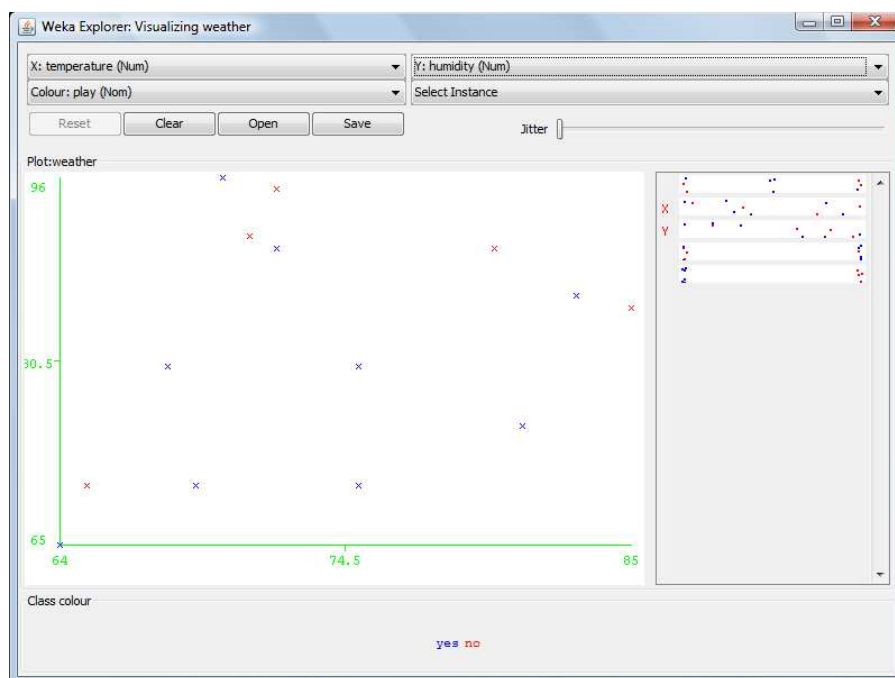 Weka Explorer: Visualizing weather
X: temperature (Num) Y: humidity (Num)
Colour: play (Nom) Select Instance
Reset Clear Open Save Jitter
Plot:weather
96
X
Y
30.5
65
64 74.5 85
Class colour
yes no